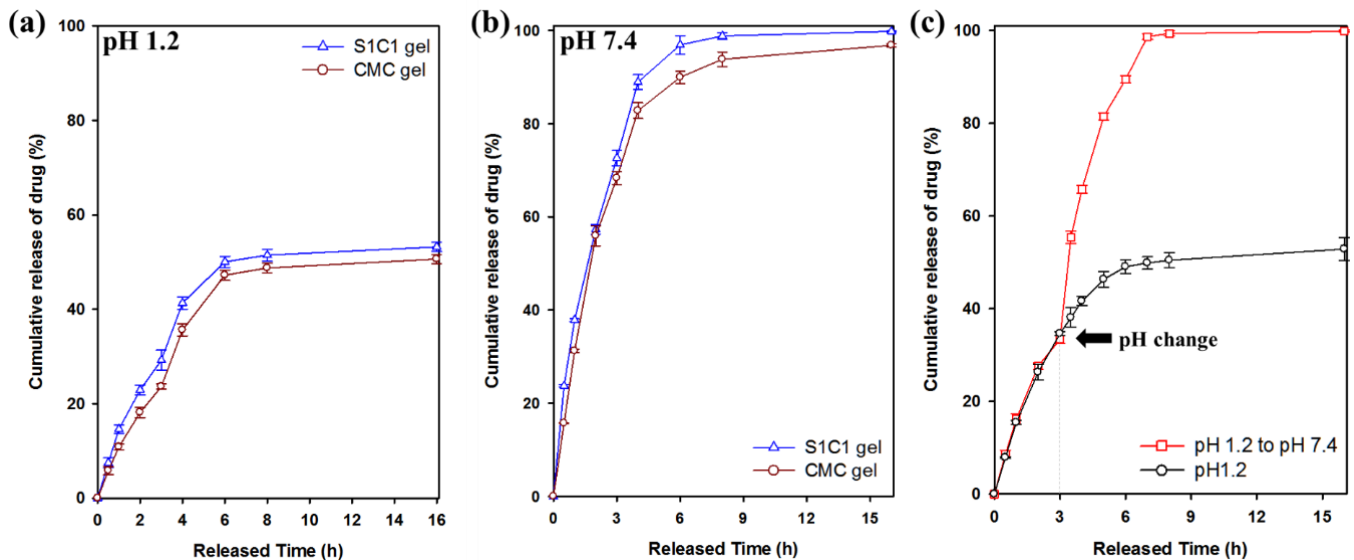 (a)
pH 1.2
S1C1 gel
CMC gel
Cumulative release of drug (%)
100
80
60
40
20
0
0 2 4 6 8 10 12 14 16
Released Time (h)
(b)
pH 7.4
S1C1 gel
CMC gel
Cumulative release of drug (%)
100
80
60
40
20
0
0 3 6 9 12 15
Released Time (h)
(c)
pH change
pH 1.2 to pH 7.4
pH1.2
Cumulative release of drug (%)
100
80
60
40
20
0
0 3 6 9 12 15
Released Time (h)